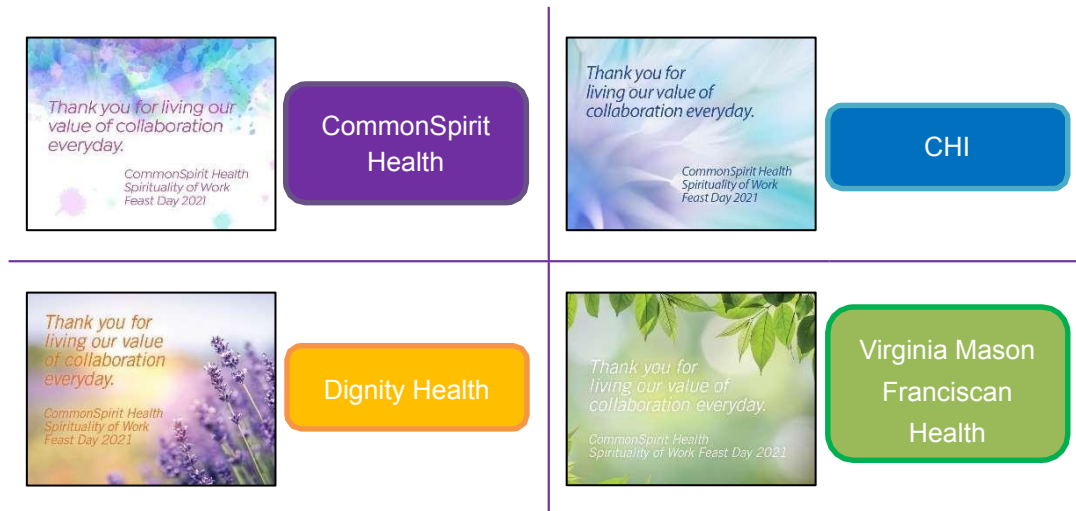 Thank you for living our
value of collaboration
everyday.
CommonSpirit Health
Spirituality of Work
Feast Day 2021
CommonSpirit
Health
Thank you for
living our value of
collaboration everyday.
CommonSpirit Health
Spirituality of Work
Feast Day 2021
CHI
Thank you for
living our value
of collaboration
everyday.
CommonSpirit Health
Spirituality of Work
Feast Day 2021
Dignity Health
Thank you for
living our value of
collaboration everyday.
CommonSpirit Health
Spirituality of Work Feast Day 2021
Virginia Mason
Franciscan
Health